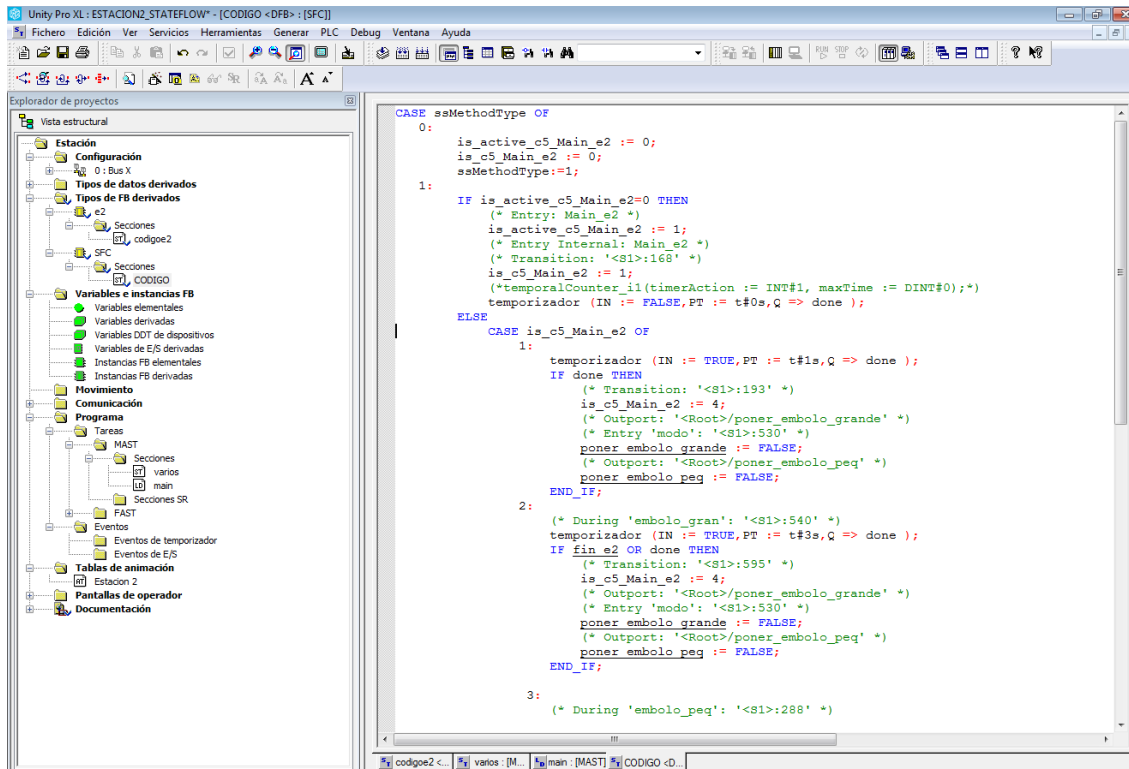 Unity Pro XL : ESTACION2_STATEFLOW* - [CODIGO <DFB> : [SFC]]
Fichero Edición Ver Servicios Herramientas Generar PLC Debug Ventana Ayuda
Explorador de proyectos
Vista estructural
Estación
Configuración
0 : Bus X
Tipos de datos derivados
Tipos de FB derivados
e2
Secciones
codigoe2
SFC
Secciones
CODIGO
Variables e instancias FB
Variables elementales
Variables derivadas
Variables DDT de dispositivos
Variables de E/S derivadas
Instancias FB elementales
Instancias FB derivadas
Movimiento
Comunicación
Programa
Tareas
MAST
Secciones
varios
main
Secciones SR
FAST
Eventos
Eventos de temporizador
Eventos de E/S
Tablas de animación
Estacion 2
Pantallas de operador
Documentación
CASE ssMethodType OF
0:
is_active_c5_Main_e2 := 0;
is_c5_Main_e2 := 0;
ssMethodType:=1;
1:
IF is_active_c5_Main_e2=0 THEN
(* Entry: Main_e2 *)
is_active_c5_Main_e2 := 1;
(* Entry Internal: Main_e2 *)
(* Transition: '<S1>:168' *)
is_c5_Main_e2 := 1;
(*temporalCounter_i1(timerAction := INT#1, maxTime := DINT#0);*)
temporizador (IN := FALSE,PT := t#0s,Q => done );
ELSE
CASE is_c5_Main_e2 OF
1:
temporizador (IN := TRUE,PT := t#1s,Q => done );
IF done THEN
(* Transition: '<S1>:193' *)
is_c5_Main_e2 := 4;
(* Outport: '<Root>/poner_embolo_grande' *)
(* Entry 'modo': '<S1>:530' *)
poner_embolo_grande := FALSE;
(* Outport: '<Root>/poner_embolo_peq' *)
poner_embolo_peq := FALSE;
END_IF;
2:
(* During 'embolo_gran': '<S1>:540' *)
temporizador (IN := TRUE,PT := t#3s,Q => done );
IF fin_e2 OR done THEN
(* Transition: '<S1>:595' *)
is_c5_Main_e2 := 4;
(* Outport: '<Root>/poner_embolo_grande' *)
(* Entry 'modo': '<S1>:530' *)
poner_embolo_grande := FALSE;
(* Outport: '<Root>/poner_embolo_peq' *)
poner_embolo_peq := FALSE;
END_IF;
3:
(* During 'embolo_peq': '<S1>:288' *)
codigoe2 <... varios : [M... main : [MAST] CODIGO <D...